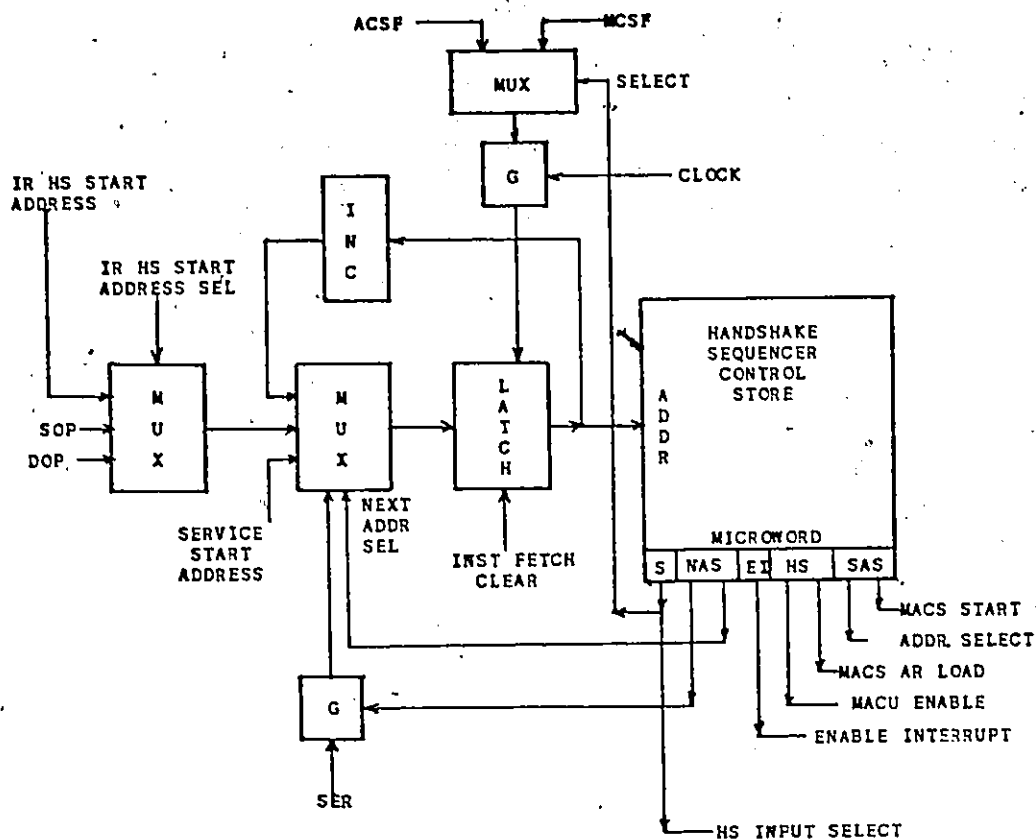 ACSF
MCSF
MUX
SELECT
G
CLOCK
IR HS START
ADDRESS
I
N
C
IR HS START
ADDRESS SEL
HANDSHAKE
SEQUENCER
CONTROL
STORE
M
U
X
SOP
DOP
M
U
X
L
A
T
C
H
A
D
D
R
SERVICE
START
ADDRESS
NEXT
ADDR
SEL
INST FETCH
CLEAR
MICROWORD
S
NAS
EI
HS
SAS
MACS START
ADDR SELECT
MACS AR LOAD
MACU ENABLE
ENABLE INTERRUPT
G
SER
HS INPUT SELECT